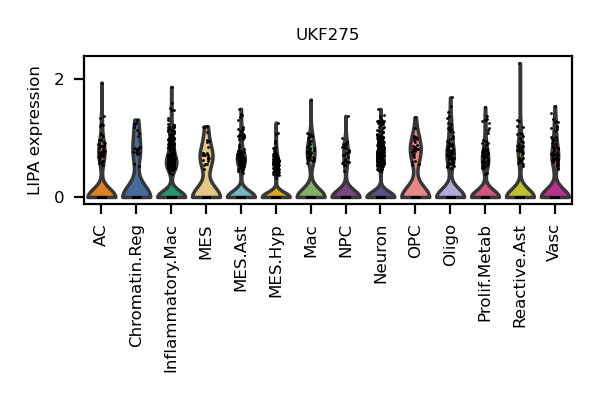 UKF275
LIPA expression
2
0
AC
Chromatin.Reg
Inflammatory.Mac
MES
MES.Ast
MES.Hyp
Mac
NPC
Neuron
OPC
Oligo
Prolif.Metab
Reactive.Ast
Vasc